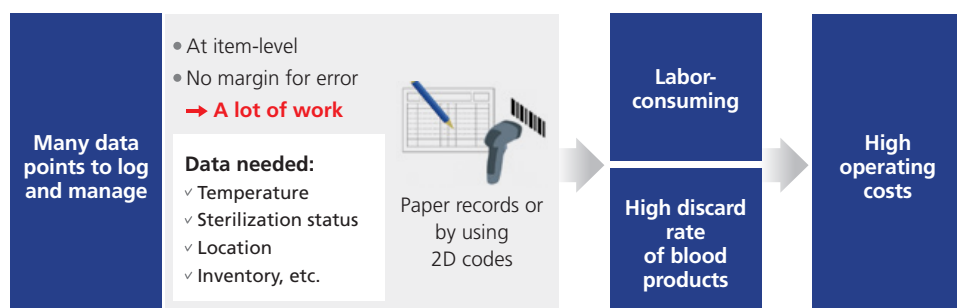 Many data
points to log
and manage
At item-level
No margin for error
→ A lot of work
Data needed:
Temperature
Sterilization status
Location
Inventory, etc.
Paper records or
by using
2D codes
Labor-
consuming
High discard
rate
of blood
products
High
operating
costs